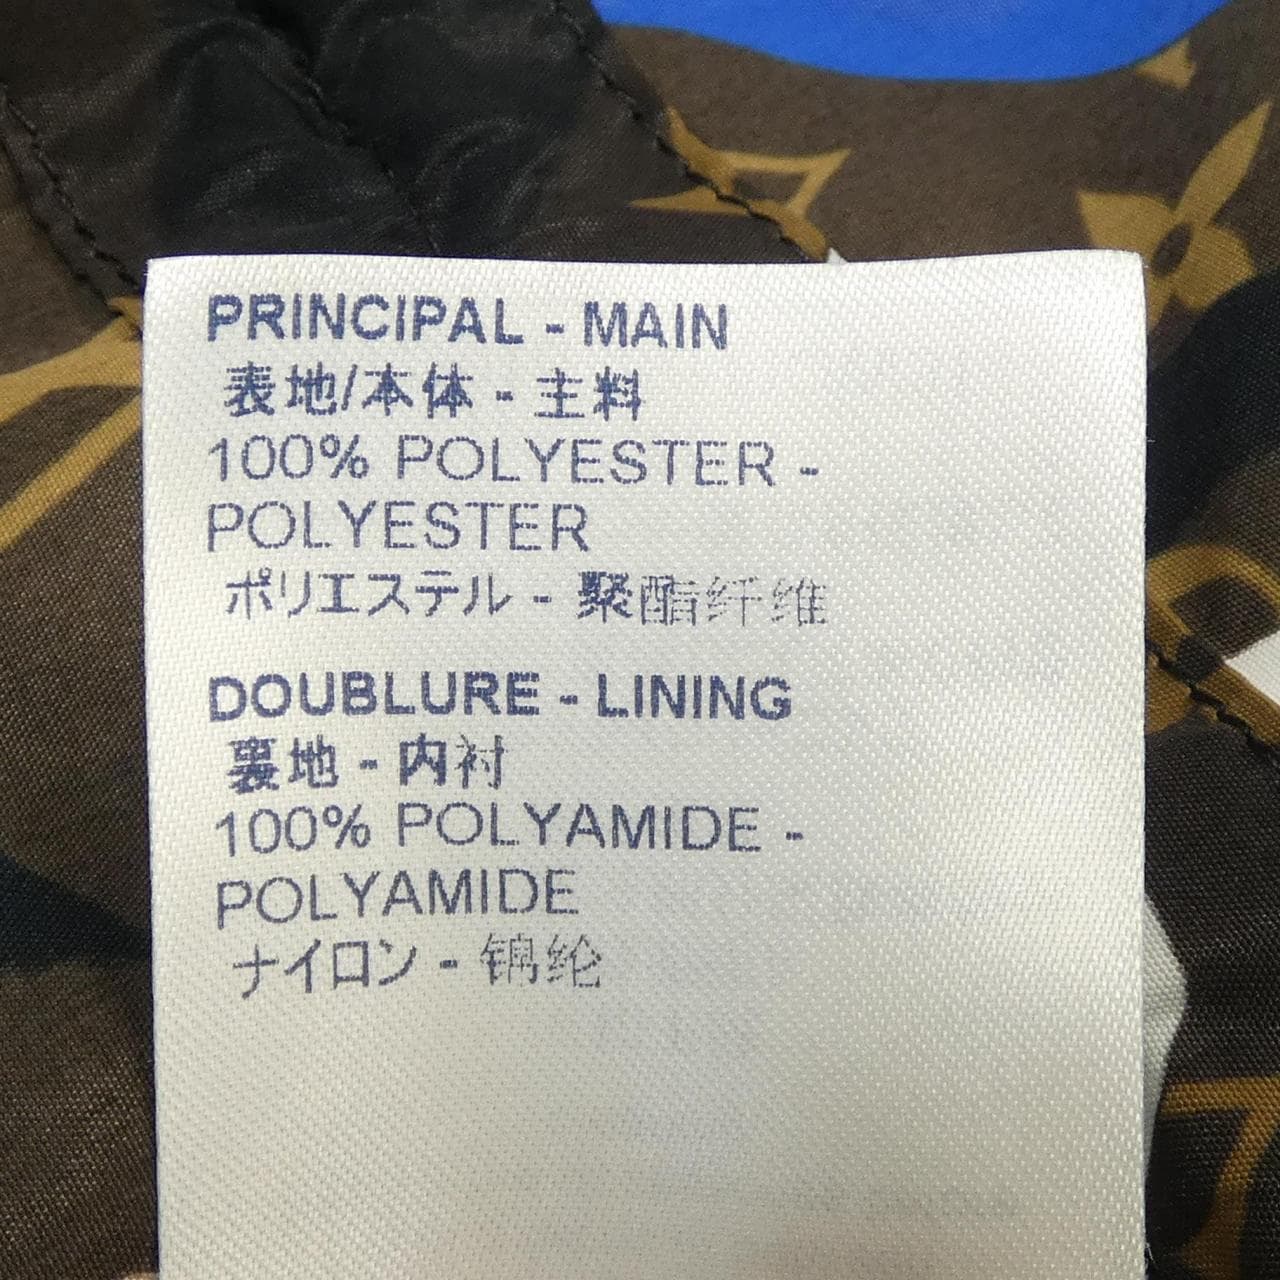 PRINCIPAL - MAIN
表地/本体 - 主料
100% POLYESTER -
POLYESTER
ポリエステル - 聚酯纤维
DOUBLURE - LINING
裏地 - 内衬
100% POLYAMIDE -
POLYAMIDE
ナイロン - 锦纶